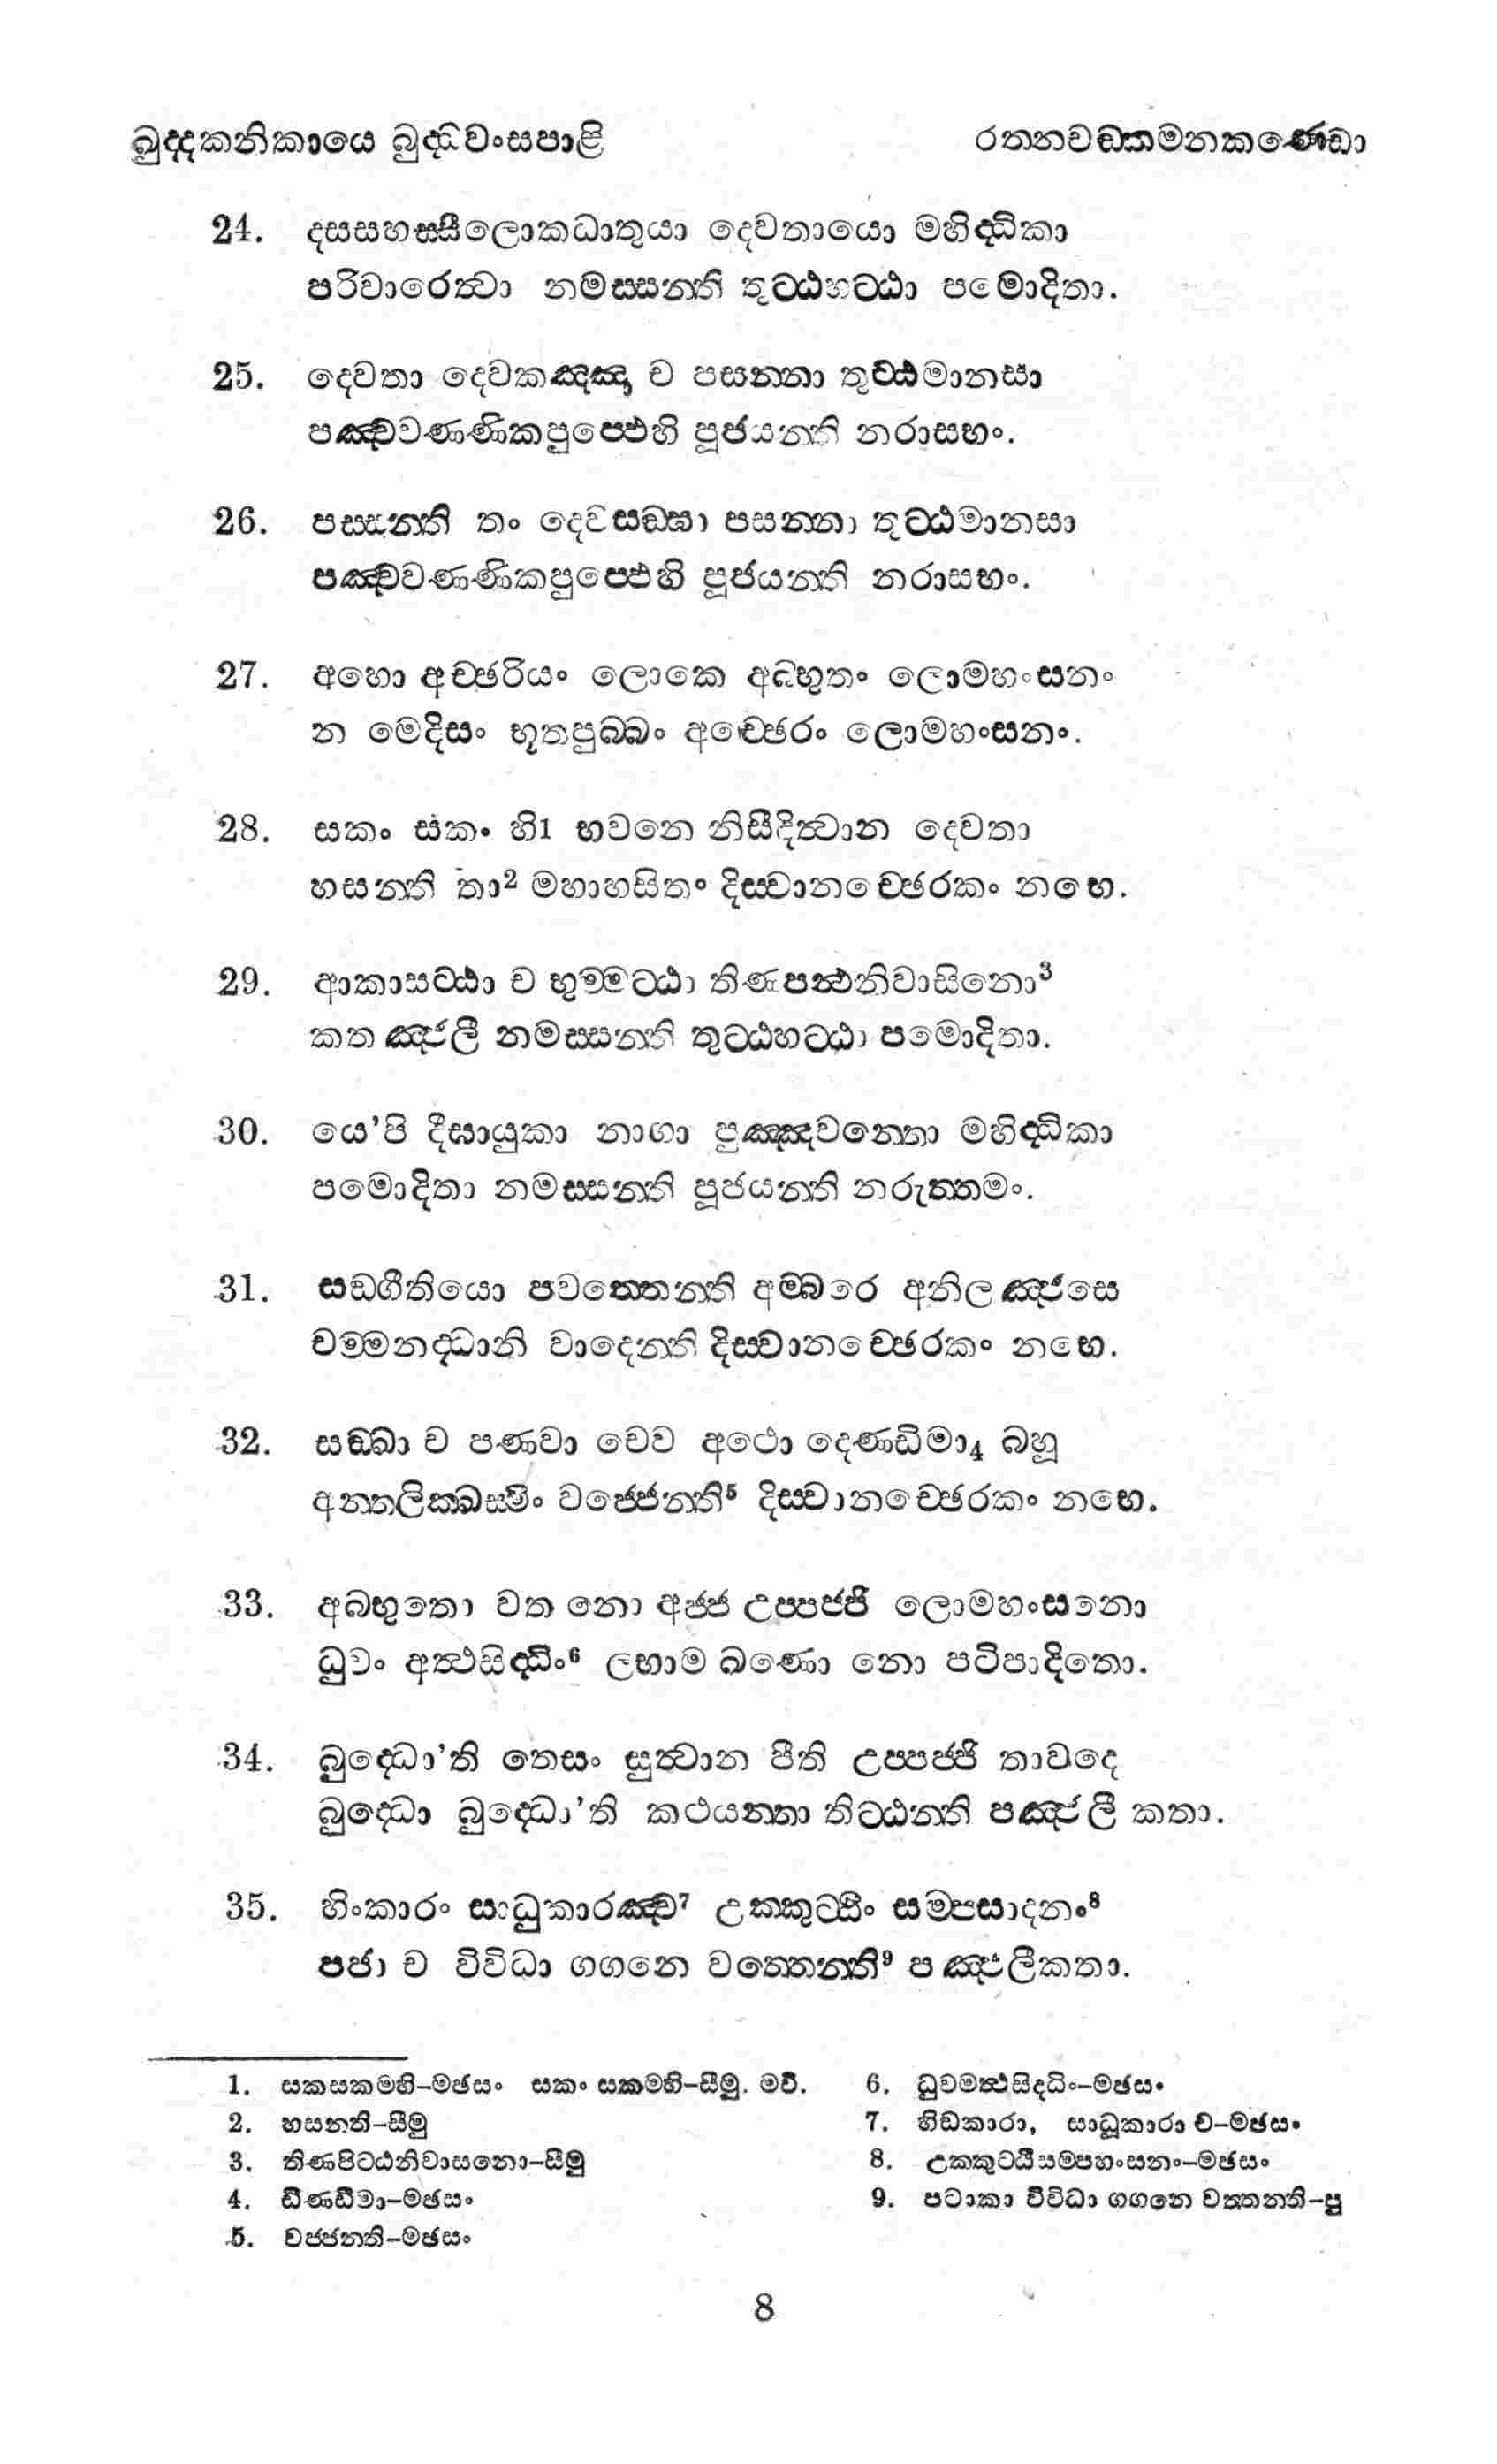 ඛුද්දකනිකායෙ බුද්ධවංසපාළි රතනචඞ්කමනකණ්ඩො
24. දසසහස්සීලොකධාතුයා දෙවතායො මහිද්ධිකා
පරිවාරෙත්වා නමස්සන්ති තුට්ඨහට්ඨා පමොදිතා.
25. දෙවතා දෙවකඤ්ඤා ච පසන්නා තුට්ඨමානසා
පඤ්චවණ්ණිකපුප්ඵෙහි පූජයන්ති නරාසභං.
26. පස්සන්ති තං දෙවසඞ්ඝා පසන්නා තුට්ඨමානසා
පඤ්චවණ්ණිකපුප්ඵෙහි පූජයන්ති නරාසභං.
27. අහො අච්ඡරියං ලොකෙ අබ්භුතං ලොමහංසනං
න මෙදිසං භූතපුබ්බං අච්ඡෙරං ලොමහංසනං.
28. සකං සකං හි1 භවනෙ නිසීදිත්වාන දෙවතා
හසන්ති තා2 මහාහසිතං දිස්වානච්ඡෙරකං නභෙ.
29. ආකාසට්ඨා ච භුම්මට්ඨා තිණපන්ථනිවාසිනො3
කතඤ්ජලී නමස්සන්ති තුට්ඨහට්ඨා පමොදිතා.
30. යෙ’පි දීඝායුකා නාගා පුඤ්ඤවන්තො මහිද්ධිකා
පමොදිතා නමස්සන්ති පූජයන්ති නරුත්තමං.
31. සඞ්ගීතියො පවත්තෙන්ති අම්බරෙ අනිලඤ්ජසෙ
චම්මනද්ධානි වාදෙන්ති දිස්වානච්ඡෙරකං නභෙ.
32. සඞ්ඛා ච පණවා චෙව අථො දෙණ්ඩිමා4 බහූ
අන්තලික්ඛස්මිං වජ්ජෙන්ති5 දිස්වානච්ඡෙරකං නභෙ.
33. අබ්භුතො වත නො අජ්ජ උප්පජ්ජි ලොමහංසනො
ධුවං අත්ථසිද්ධිං6 ලභාම ඛණො නො පටිපාදිතො.
34. බුද්ධො’ති තෙසං සුත්වාන පීති උප්පජ්ජි තාවදෙ
බුද්ධො බුද්ධො’ති කථයන්තා තිට්ඨන්ති පඤ්ජලී කතා.
35. හිංකාරං සාධුකාරඤ්ච7 උක්කුට්ඨිං සම්පසාදනං8
පජා ච විවිධා ගගනෙ වත්තෙන්ති9 පඤ්ජලීකතා.
1. සකසකම්හි–මඡසං සකං සකම්හි–සීමු. මවි. 6. ධුවමත්ථසිද්ධිං–මඡසං
2. හසන්ති–සීමු 7. හිඞ්කාරා, සාධූකාරා ච–මඡසං
3. තිණපිට්ඨනිවාසනො–සීමු 8. උක්කුට්ඨිසම්පහංසනං–මඡසං
4. ඩිණ්ඩිමා–මඡසං 9. පටාකා විවිධා ගගනෙ වත්තන්ති–පු
5. වජ්ජන්ති–මඡසං
8